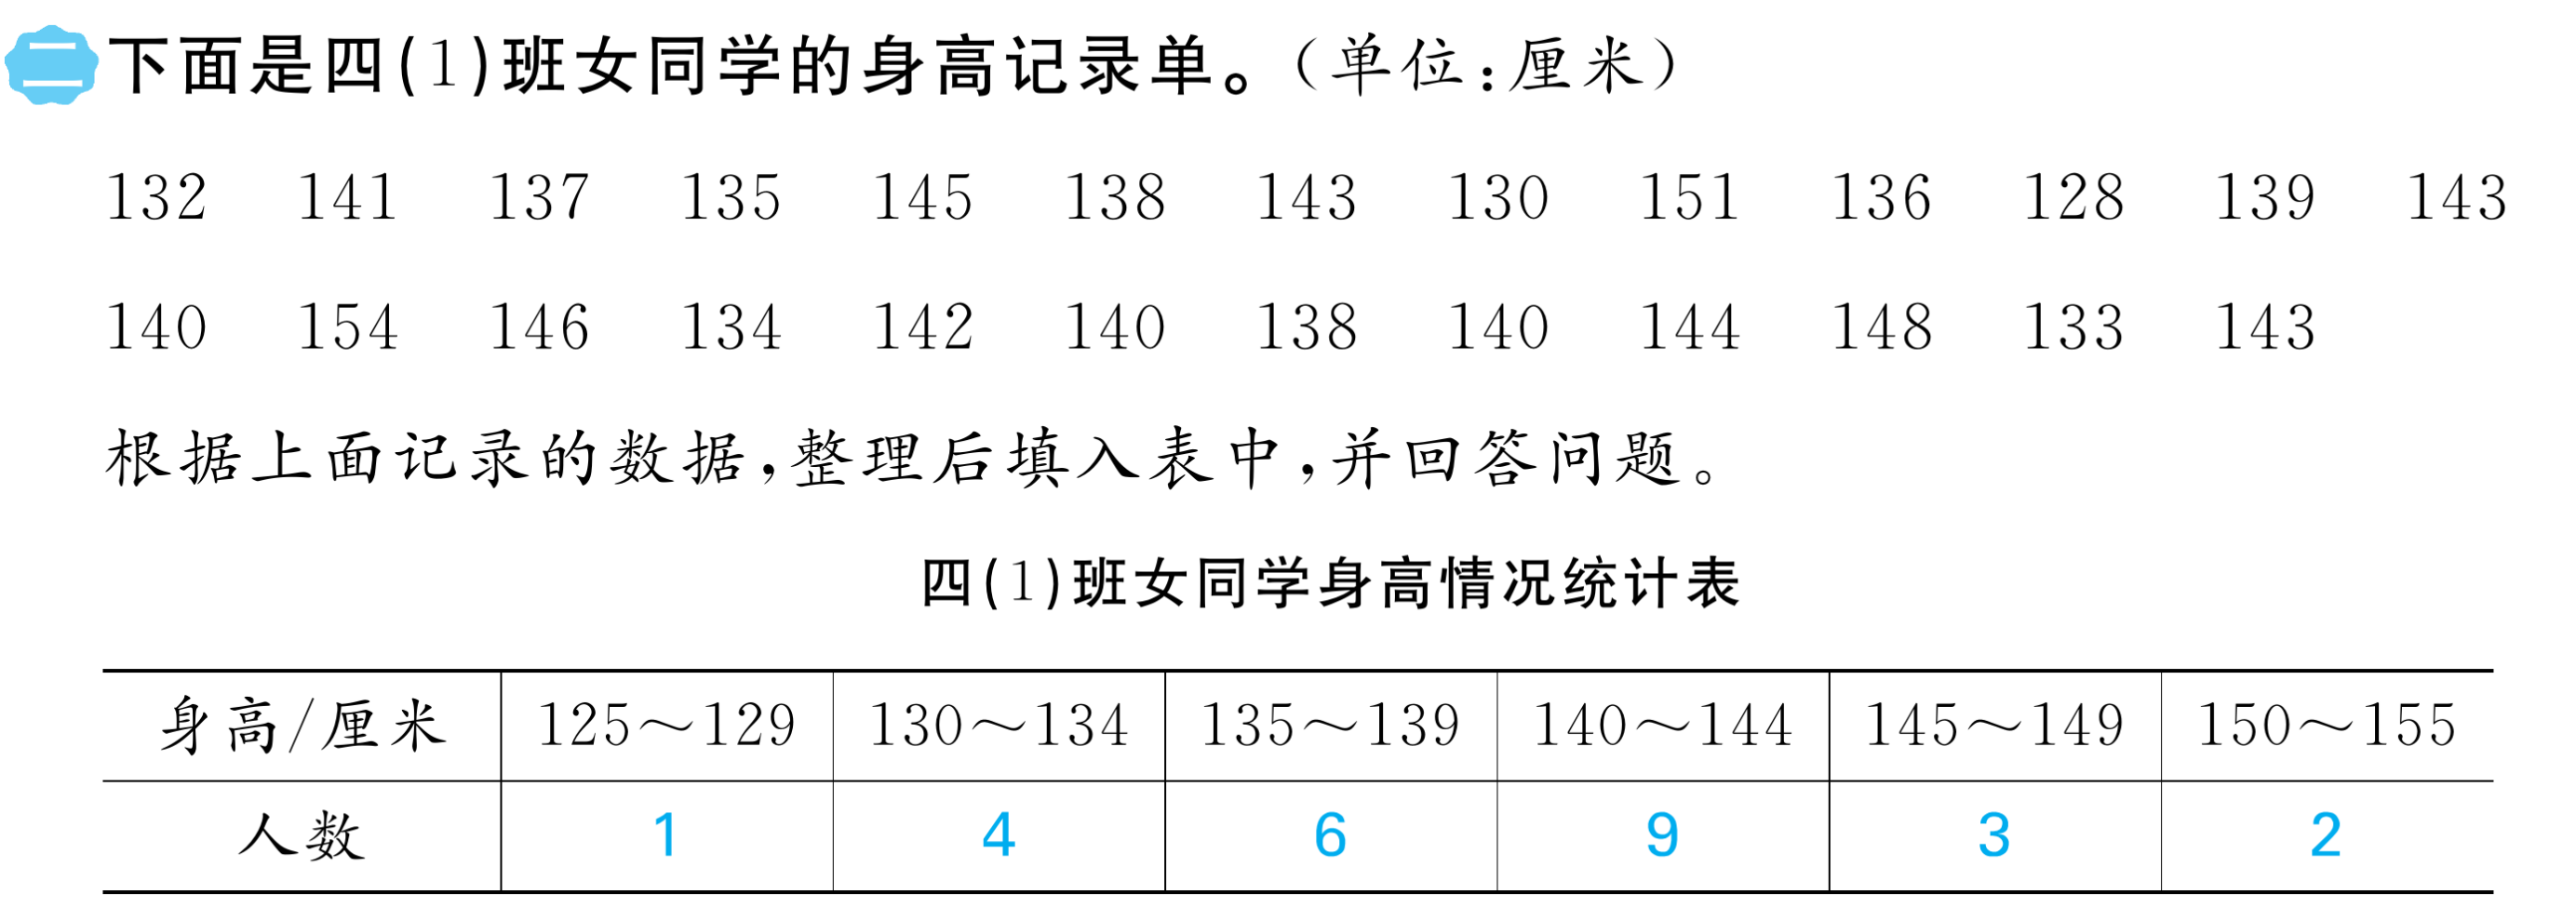 二 下面是四(1)班女同学的身高记录单。(单位:厘米)
132 141 137 135 145 138 143 130 151 136 128 139 143
140 154 146 134 142 140 138 140 144 148 133 143
根据上面记录的数据,整理后填入表中,并回答问题。
四(1)班女同学身高情况统计表
身高/厘米 125～129 130～134 135～139 140～144 145～149 150～155
人数 1 4 6 9 3 2